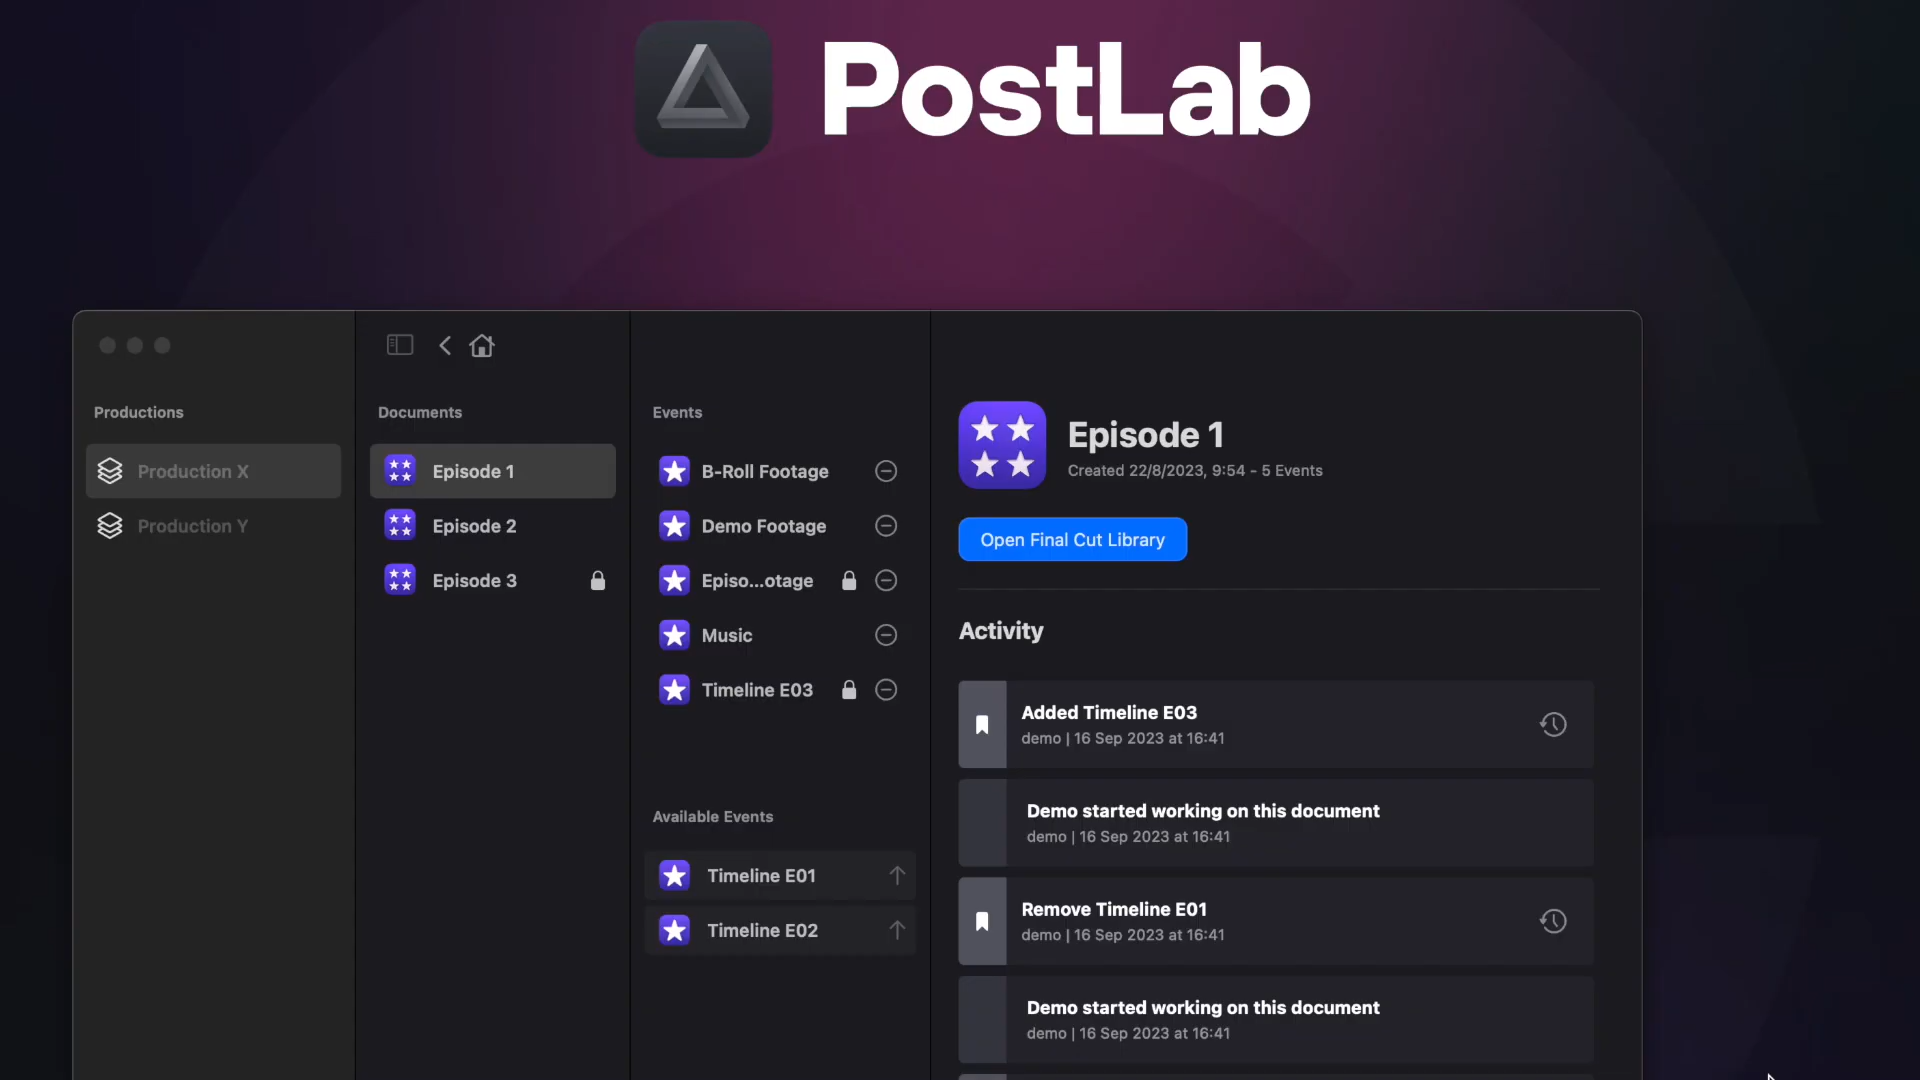 PostLab
Productions
Production X
Production Y
Documents
Episode 1
Episode 2
Episode 3
Events
B-Roll Footage
Demo Footage
Episo...otage
Music
Timeline E03
Available Events
Timeline E01
Timeline E02
Episode 1
Created 22/8/2023, 9:54 - 5 Events
Open Final Cut Library
Activity
Added Timeline E03
demo | 16 Sep 2023 at 16:41
Demo started working on this document
demo | 16 Sep 2023 at 16:41
Remove Timeline E01
demo | 16 Sep 2023 at 16:41
Demo started working on this document
demo | 16 Sep 2023 at 16:41